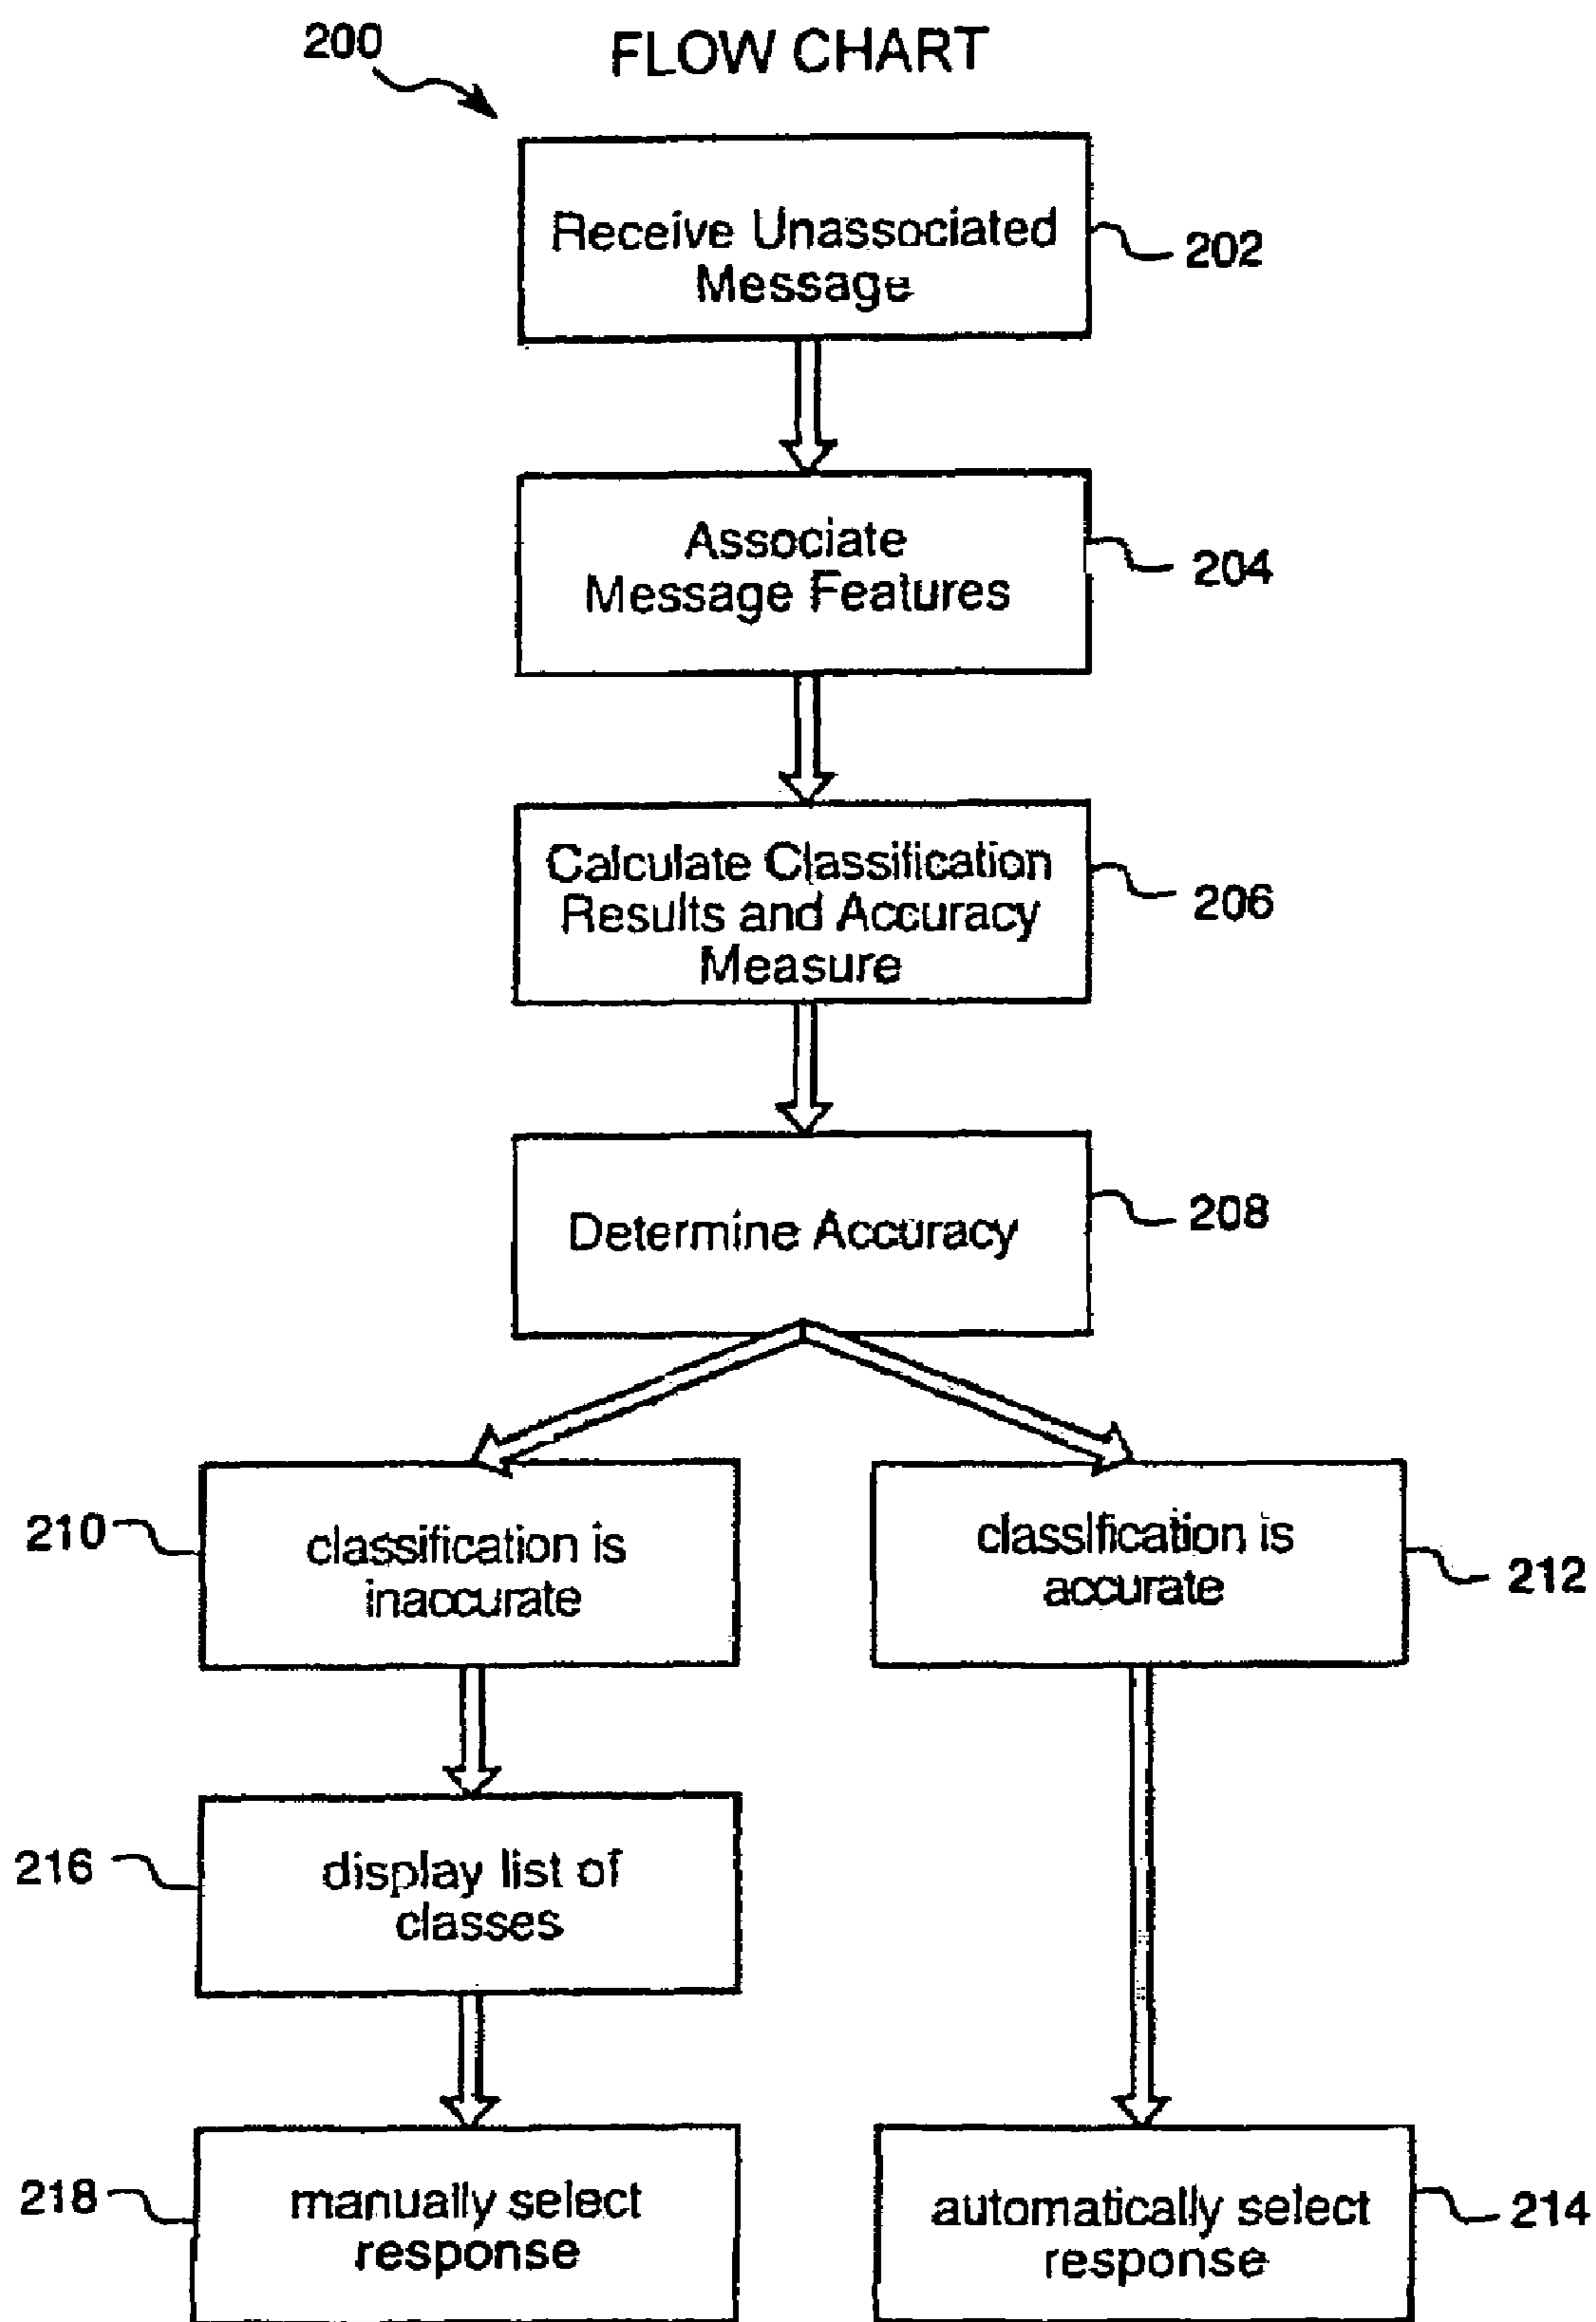 200
FLOW CHART
Receive Unassociated
Message
202
Associate
Message Features
204
Calculate Classification
Results and Accuracy
Measure
206
Determine Accuracy
208
210
classification is
inaccurate
classification is
accurate
212
216
display list of
classes
218
manually select
response
automatically select
response
214